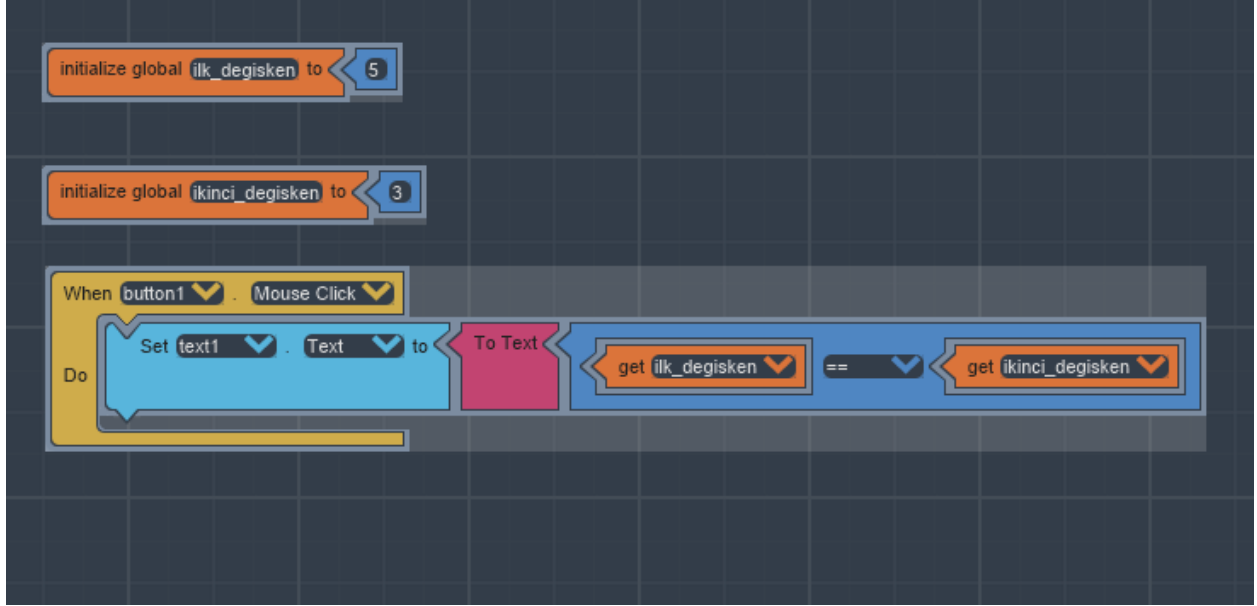 initialize global ilk_degisken to 5
initialize global ikinci_degisken to 3
When button1 . Mouse Click
Set text1 . Text to To Text
Do get ilk_degisken == get ikinci_degisken